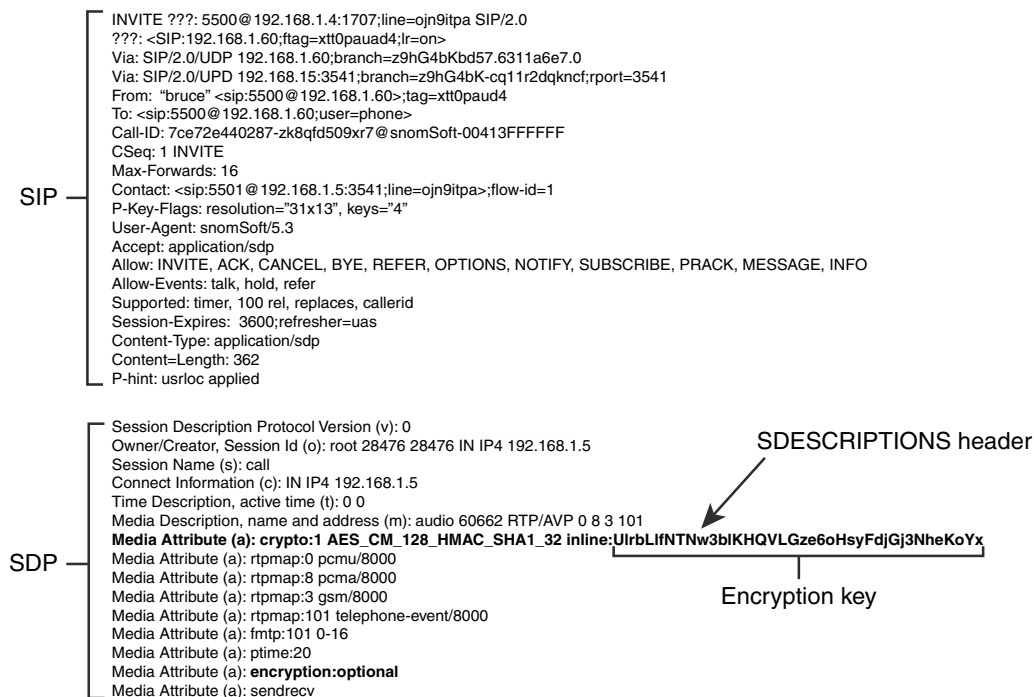 SIP
INVITE ???: 5500@192.168.1.4:1707;line=ojn9itpa SIP/2.0
???: <SIP:192.168.1.60;ftag=xtt0pauad4;lr=on>
Via: SIP/2.0/UDP 192.168.1.60;branch=z9hG4bKbd57.6311a6e7.0
Via: SIP/2.0/UPD 192.168.15:3541;branch=z9hG4bK-cq11r2dqkncf;rport=3541
From: “bruce” <sip:5500@192.168.1.60>;tag=xtt0paud4
To: <sip:5500@192.168.1.60;user=phone>
Call-ID: 7ce72e440287-zk8qfd509xr7@snomSoft-00413FFFFFF
CSeq: 1 INVITE
Max-Forwards: 16
Contact: <sip:5501@192.168.1.5:3541;line=ojn9itpa>;flow-id=1
P-Key-Flags: resolution=”31x13”, keys=”4”
User-Agent: snomSoft/5.3
Accept: application/sdp
Allow: INVITE, ACK, CANCEL, BYE, REFER, OPTIONS, NOTIFY, SUBSCRIBE, PRACK, MESSAGE, INFO
Allow-Events: talk, hold, refer
Supported: timer, 100 rel, replaces, callerid
Session-Expires: 3600;refresher=uas
Content-Type: application/sdp
Content=Length: 362
P-hint: usrloc applied
SDP
Session Description Protocol Version (v): 0
Owner/Creator, Session Id (o): root 28476 28476 IN IP4 192.168.1.5
Session Name (s): call
Connect Information (c): IN IP4 192.168.1.5
Time Description, active time (t): 0 0
Media Description, name and address (m): audio 60662 RTP/AVP 0 8 3 101
Media Attribute (a): crypto:1 AES_CM_128_HMAC_SHA1_32 inline:UIrbLIfNTNw3blKHQVLGze6oHsyFdjGj3NheKoYx
Media Attribute (a): rtpmap:0 pcmu/8000
Media Attribute (a): rtpmap:8 pcma/8000
Media Attribute (a): rtpmap:3 gsm/8000
Media Attribute (a): rtpmap:101 telephone-event/8000
Media Attribute (a): fmtp:101 0-16
Media Attribute (a): ptime:20
Media Attribute (a): encryption:optional
Media Attribute (a): sendrecv
SDESCRIPTIONS header
Encryption key